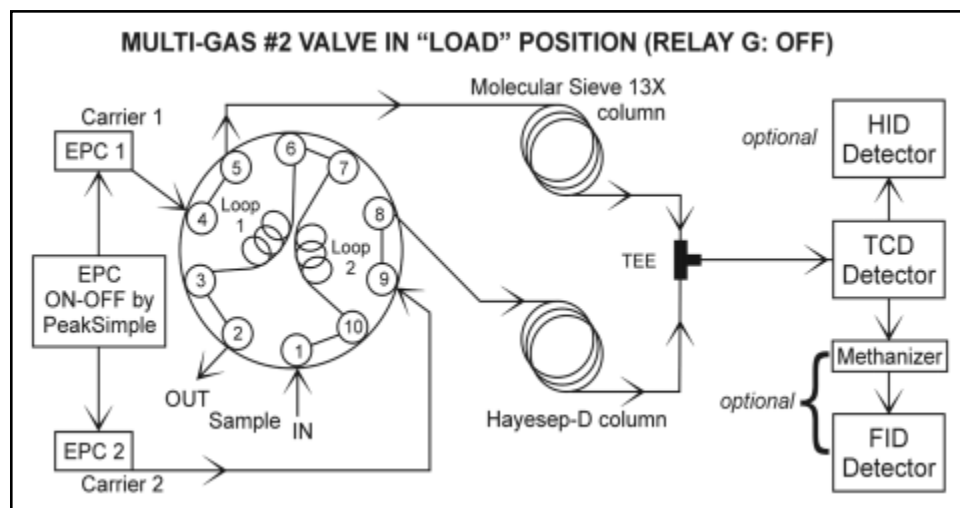 MULTI-GAS #2 VALVE IN “LOAD” POSITION (RELAY G: OFF)
Carrier 1
EPC 1
EPC
ON-OFF by
PeakSimple
EPC 2
Carrier 2
6
7
5
8
4
Loop
1
Loop
2
3
9
2
10
1
OUT
Sample
IN
Molecular Sieve 13X
column
TEE
Hayesep-D column
optional
HID
Detector
TCD
Detector
Methanizer
optional
FID
Detector